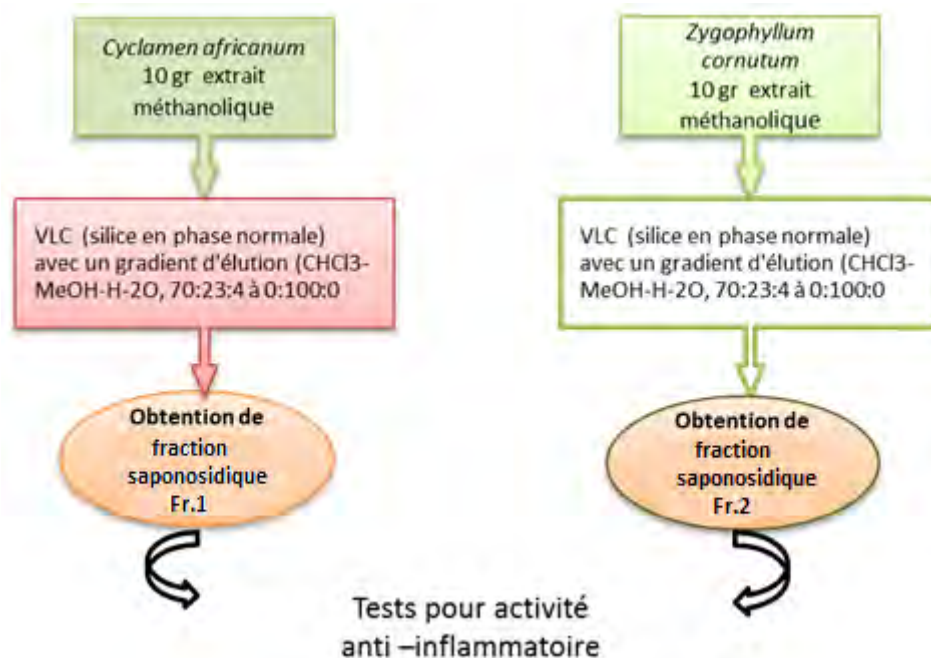 Cyclamen africanum
10 gr extrait
méthanolique
VLC (silice en phase normale)
avec un gradient d'élution (CHCl3-
MeOH-H-2O, 70:23:4 à 0:100:0
Obtention de
fraction
saponosidique
Fr.1
Zygophyllum
cornutum
10 gr extrait
méthanolique
VLC (silice en phase normale)
avec un gradient d'élution (CHCl3-
MeOH-H-2O, 70:23:4 à 0:100:0
Obtention de
fraction
saponosidique
Fr.2
Tests pour activité
anti –inflammatoire